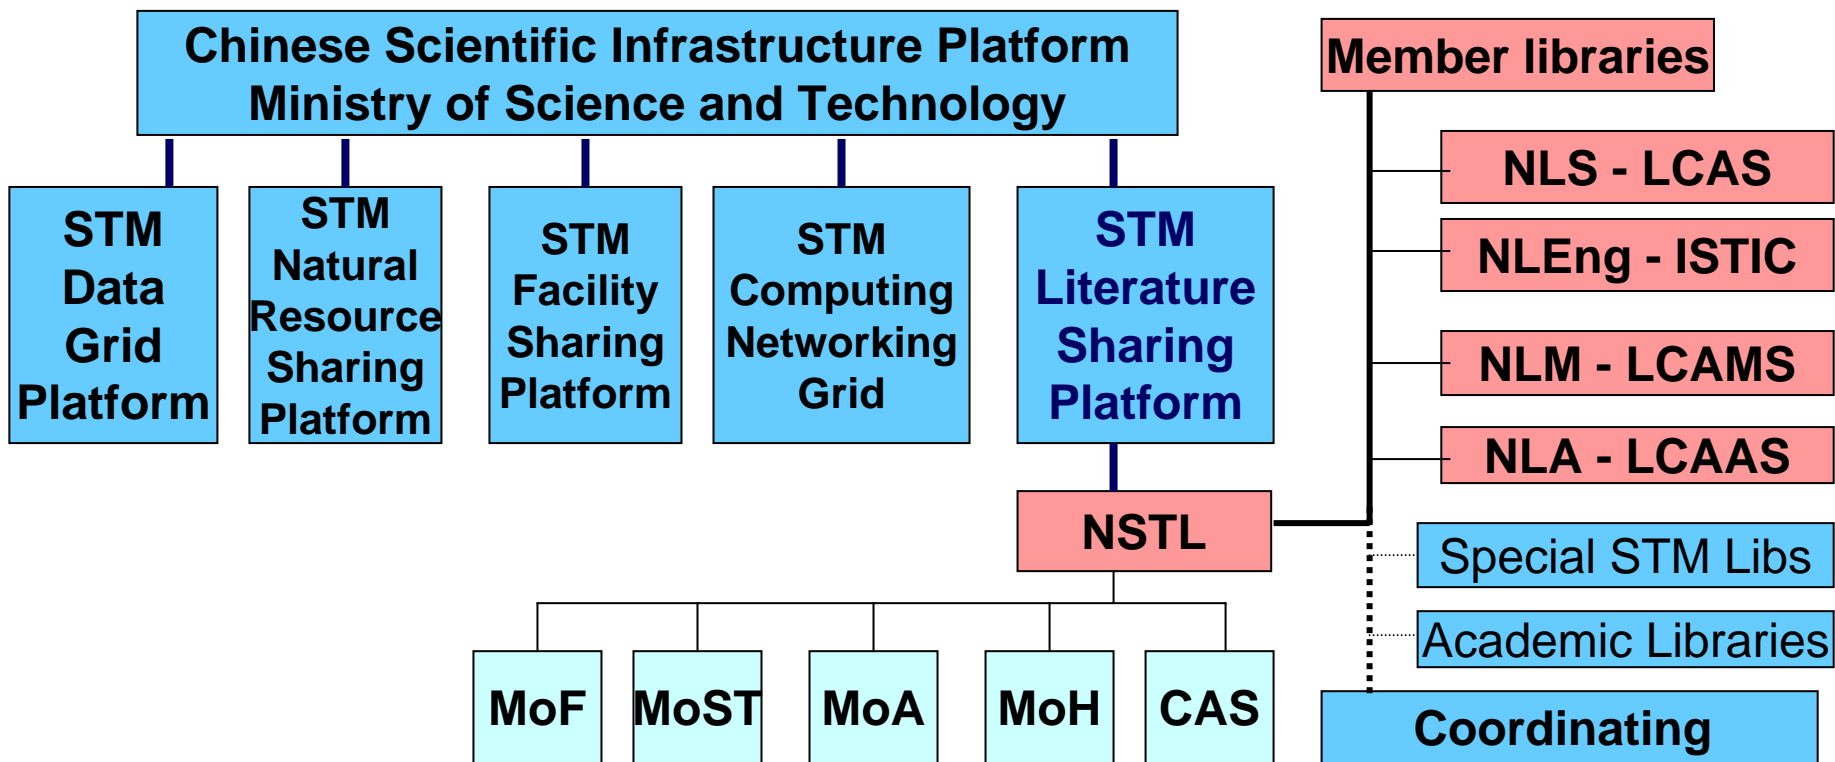 Chinese Scientific Infrastructure Platform
Ministry of Science and Technology
STM
Data
Grid
Platform
STM
Natural
Resource
Sharing
Platform
STM
Facility
Sharing
Platform
STM
Computing
Networking
Grid
STM
Literature
Sharing
Platform
NSTL
MoF
MoST
MoA
MoH
CAS
Member libraries
NLS - LCAS
NLEng - ISTIC
NLM - LCAMS
NLA - LCAAS
Special STM Libs
Academic Libraries
Coordinating